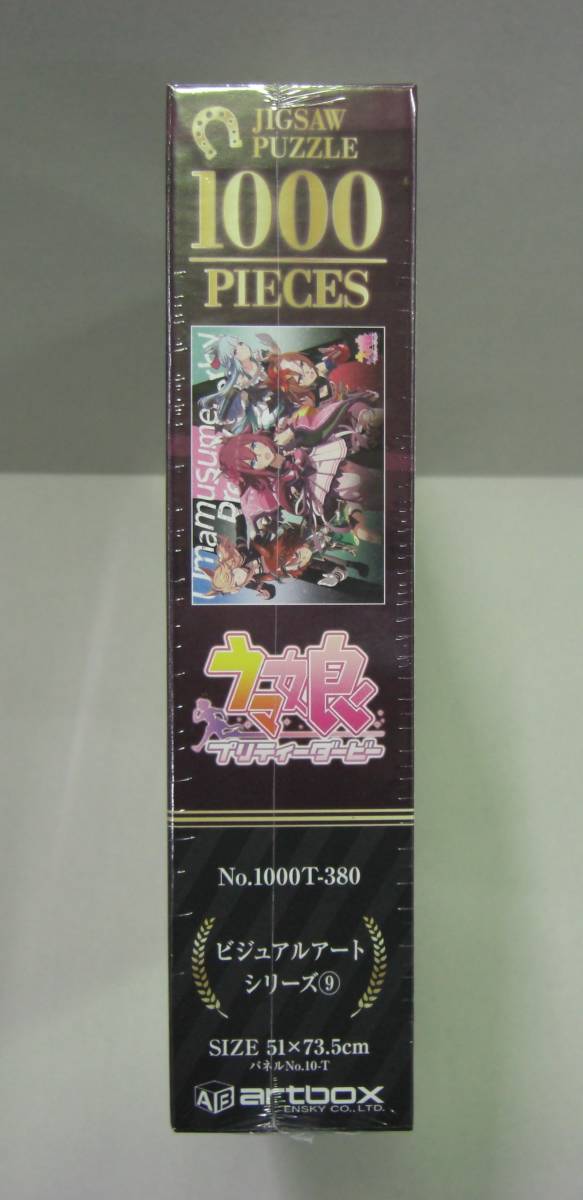 JIGSAW
PUZZLE
1000
PIECES
Umamusume
ウマ娘
プリティーダービー
No.1000T-380
ビジュアルアート
シリーズ⑨
SIZE 51×73.5cm
パネルNo.10-T
AB artbox
ENSKY CO., LTD.